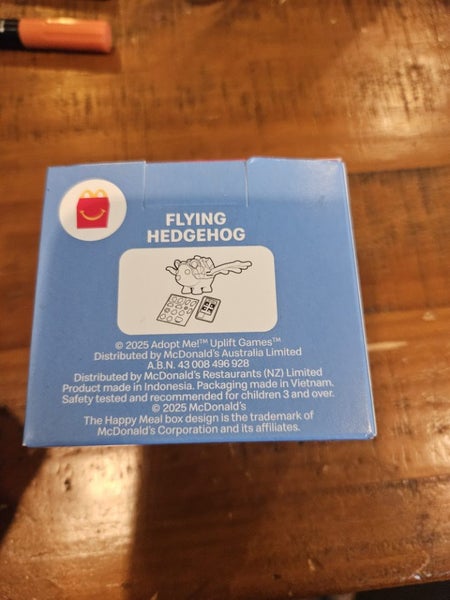 FLYING
HEDGEHOG
© 2025 Adopt Me!™ Uplift Games™
Distributed by McDonald's Australia Limited
A.B.N. 43 008 496 928
Distributed by McDonald's Restaurants (NZ) Limited
Product made in Indonesia. Packaging made in Vietnam.
Safety tested and recommended for children 3 and over.
© 2025 McDonald's
The Happy Meal box design is the trademark of
McDonald's Corporation and its affiliates.